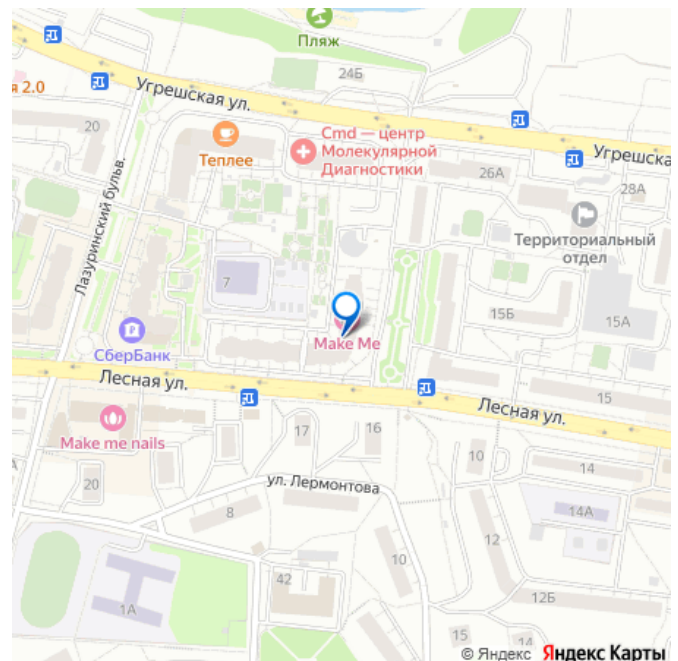 Пляж
24Б
Угрешская ул.
я 2.0
20
Теплее
Cmd — центр
Молекулярной
Диагностики
Угрешска
26А
28А
Территориальный
отдел
Лазуринский бульв.
7
15Б
15А
Make Me
СберБанк
Лесная ул.
Лесная ул.
15
Make me nails
17
16
10
14
20
ул. Лермонтова
8
14А
12
10
42
1А
12Б
15
14
© Яндекс Яндекс Карты